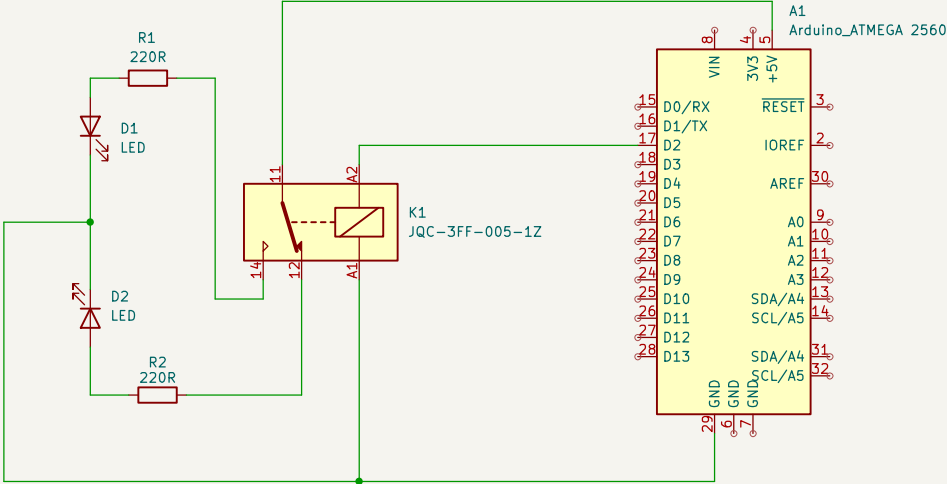 A1
Arduino_ATMEGA 2560
R1
220R
8
4
5
VIN
3V3
+5V
15 D0/RX
RESET 3
16 D1/TX
17 D2
IOREF 2
18 D3
19 D4
AREF 30
20 D5
21 D6
A0 9
22 D7
A1 10
23 D8
A2 11
24 D9
A3 12
25 D10
SDA/A4 13
26 D11
SCL/A5 14
27 D12
28 D13
SDA/A4 31
SCL/A5 32
GND
GND
GND
29
6
7
D1
LED
11
A2
K1
JQC-3FF-005-1Z
14
12
A1
D2
LED
R2
220R